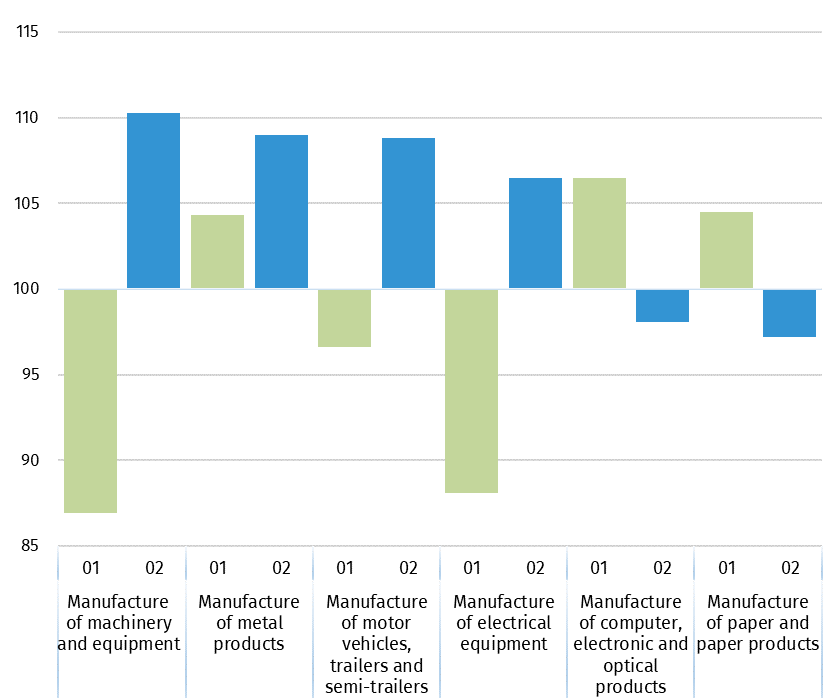 115
110
105
100
95
90
85
01 02 01 02 01 02 01 02 01 02 01 02
Manufacture
of machinery
and equipment
Manufacture
of metal
products
Manufacture
of motor
vehicles,
trailers and
semi-trailers
Manufacture
of electrical
equipment
Manufacture
of computer,
electronic and
optical
products
Manufacture
of paper and
paper products